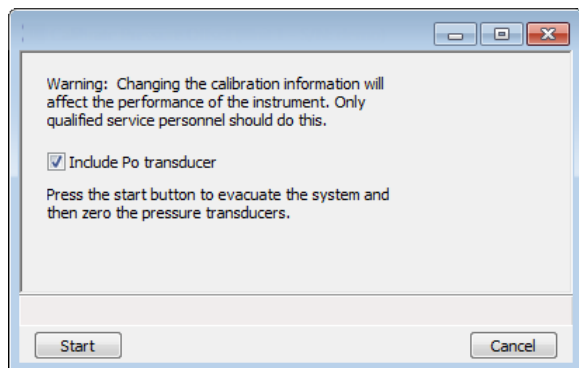 Warning: Changing the calibration information will
affect the performance of the instrument. Only
qualified service personnel should do this.
Include Po transducer
Press the start button to evacuate the system and
then zero the pressure transducers.
Start
Cancel